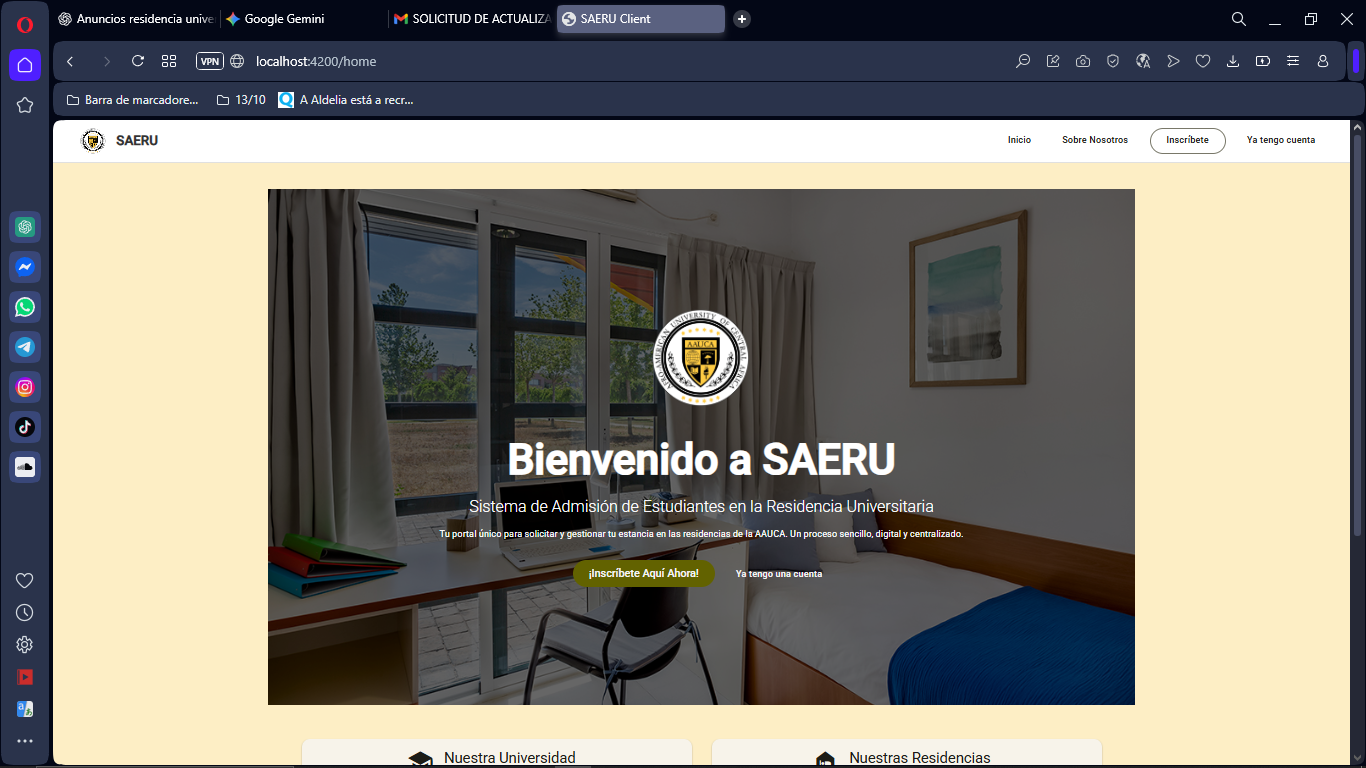 Anuncios residencia unive
Google Gemini
SOLICITUD DE ACTUALIZA
SAERU Client
VPN
localhost:4200/home
Barra de marcadore...
13/10
A Aldelia está a recr...
SAERU
Inicio
Sobre Nosotros
Inscríbete
Ya tengo cuenta
AFRO-AMERICAN UNIVERSITY OF CENTRAL AFRICA
AAUCA
Bienvenido a SAERU
Sistema de Admisión de Estudiantes en la Residencia Universitaria
Tu portal único para solicitar y gestionar tu estancia en las residencias de la AAUCA. Un proceso sencillo, digital y centralizado.
¡Inscríbete Aquí Ahora!
Ya tengo una cuenta
Nuestra Universidad
Nuestras Residencias